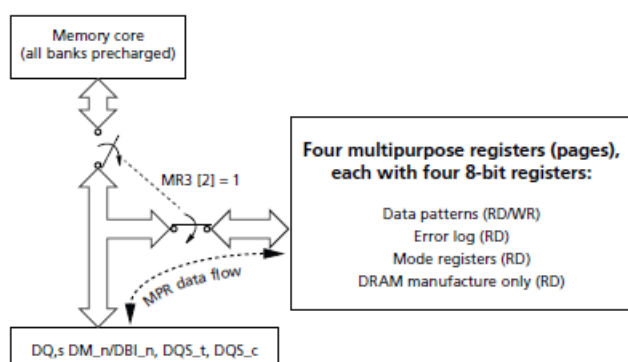 Memory core
(all banks precharged)
MR3 [2] = 1
MPR data flow
Four multipurpose registers (pages),
each with four 8-bit registers:
Data patterns (RD/WR)
Error log (RD)
Mode registers (RD)
DRAM manufacture only (RD)
DQ,s DM_n/DBI_n, DQS_t, DQS_c